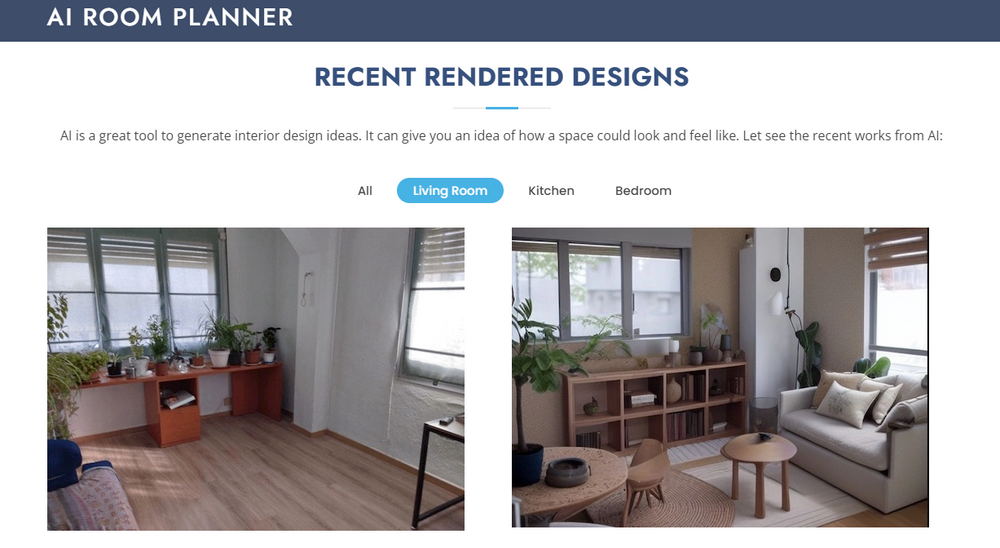 AI ROOM PLANNER
RECENT RENDERED DESIGNS
AI is a great tool to generate interior design ideas. It can give you an idea of how a space could look and feel like. Let see the recent works from AI:
All Living Room Kitchen Bedroom